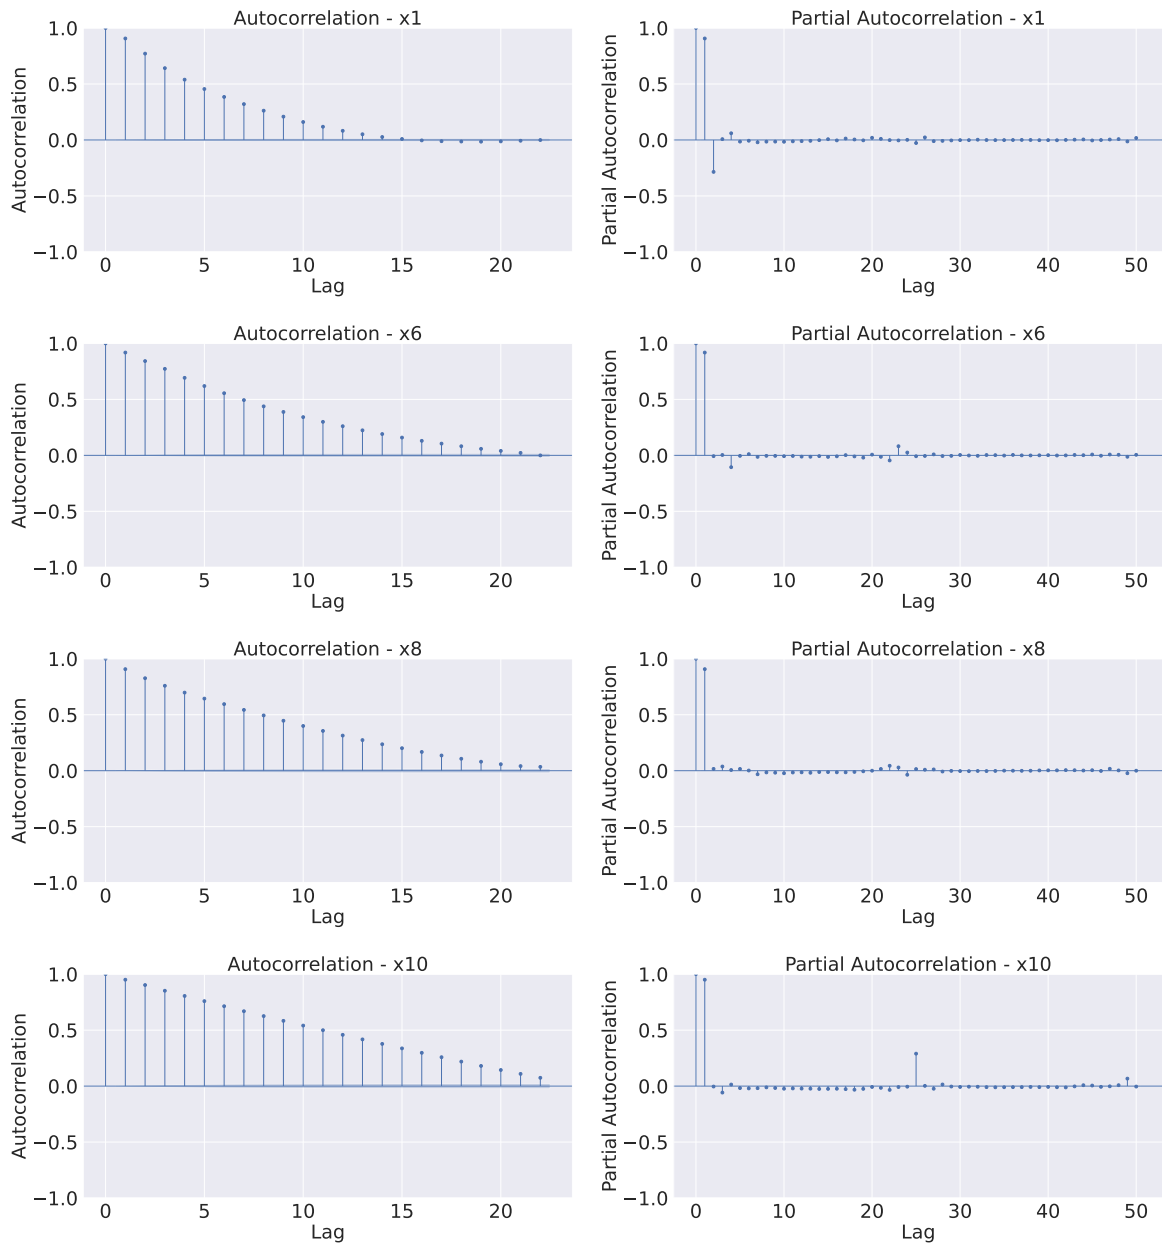 Autocorrelation - x1
Autocorrelation
1.0
0.5
0.0
−0.5
−1.0
0 5 10 15 20
Lag
Partial Autocorrelation - x1
Partial Autocorrelation
1.0
0.5
0.0
−0.5
−1.0
0 10 20 30 40 50
Lag
Autocorrelation - x6
Autocorrelation
1.0
0.5
0.0
−0.5
−1.0
0 5 10 15 20
Lag
Partial Autocorrelation - x6
Partial Autocorrelation
1.0
0.5
0.0
−0.5
−1.0
0 10 20 30 40 50
Lag
Autocorrelation - x8
Autocorrelation
1.0
0.5
0.0
−0.5
−1.0
0 5 10 15 20
Lag
Partial Autocorrelation - x8
Partial Autocorrelation
1.0
0.5
0.0
−0.5
−1.0
0 10 20 30 40 50
Lag
Autocorrelation - x10
Autocorrelation
1.0
0.5
0.0
−0.5
−1.0
0 5 10 15 20
Lag
Partial Autocorrelation - x10
Partial Autocorrelation
1.0
0.5
0.0
−0.5
−1.0
0 10 20 30 40 50
Lag